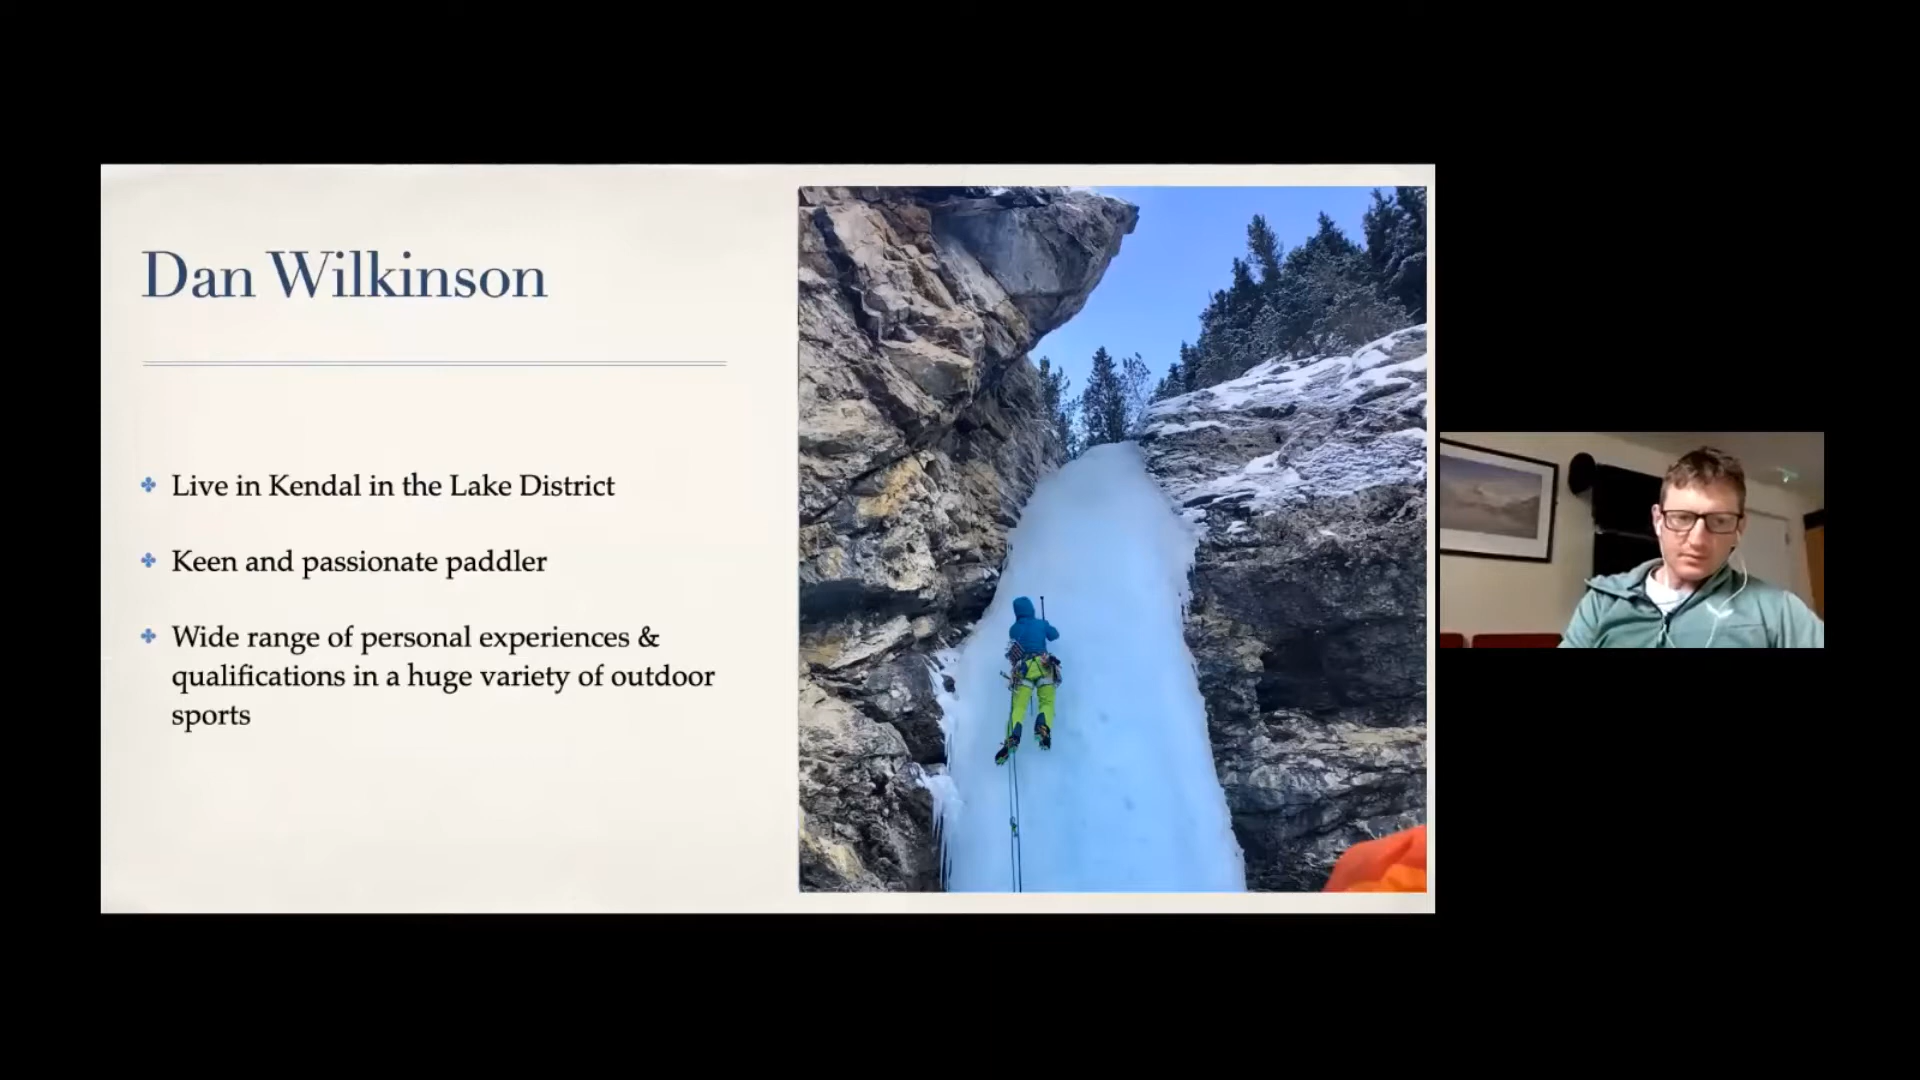 Dan Wilkinson
Live in Kendal in the Lake District
Keen and passionate paddler
Wide range of personal experiences &
qualifications in a huge variety of outdoor
sports